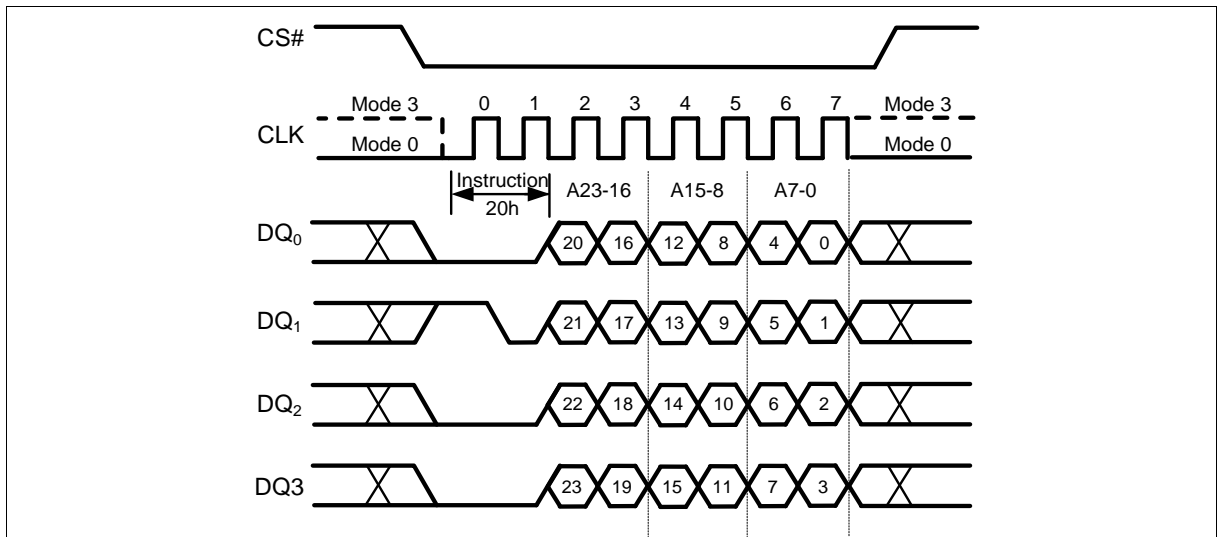 CS#
Mode 3 0 1 2 3 4 5 6 7 Mode 3
CLK
Mode 0 Mode 0
Instruction A23-16 A15-8 A7-0
20h
DQ0 20 16 12 8 4 0
DQ1 21 17 13 9 5 1
DQ2 22 18 14 10 6 2
DQ3 23 19 15 11 7 3